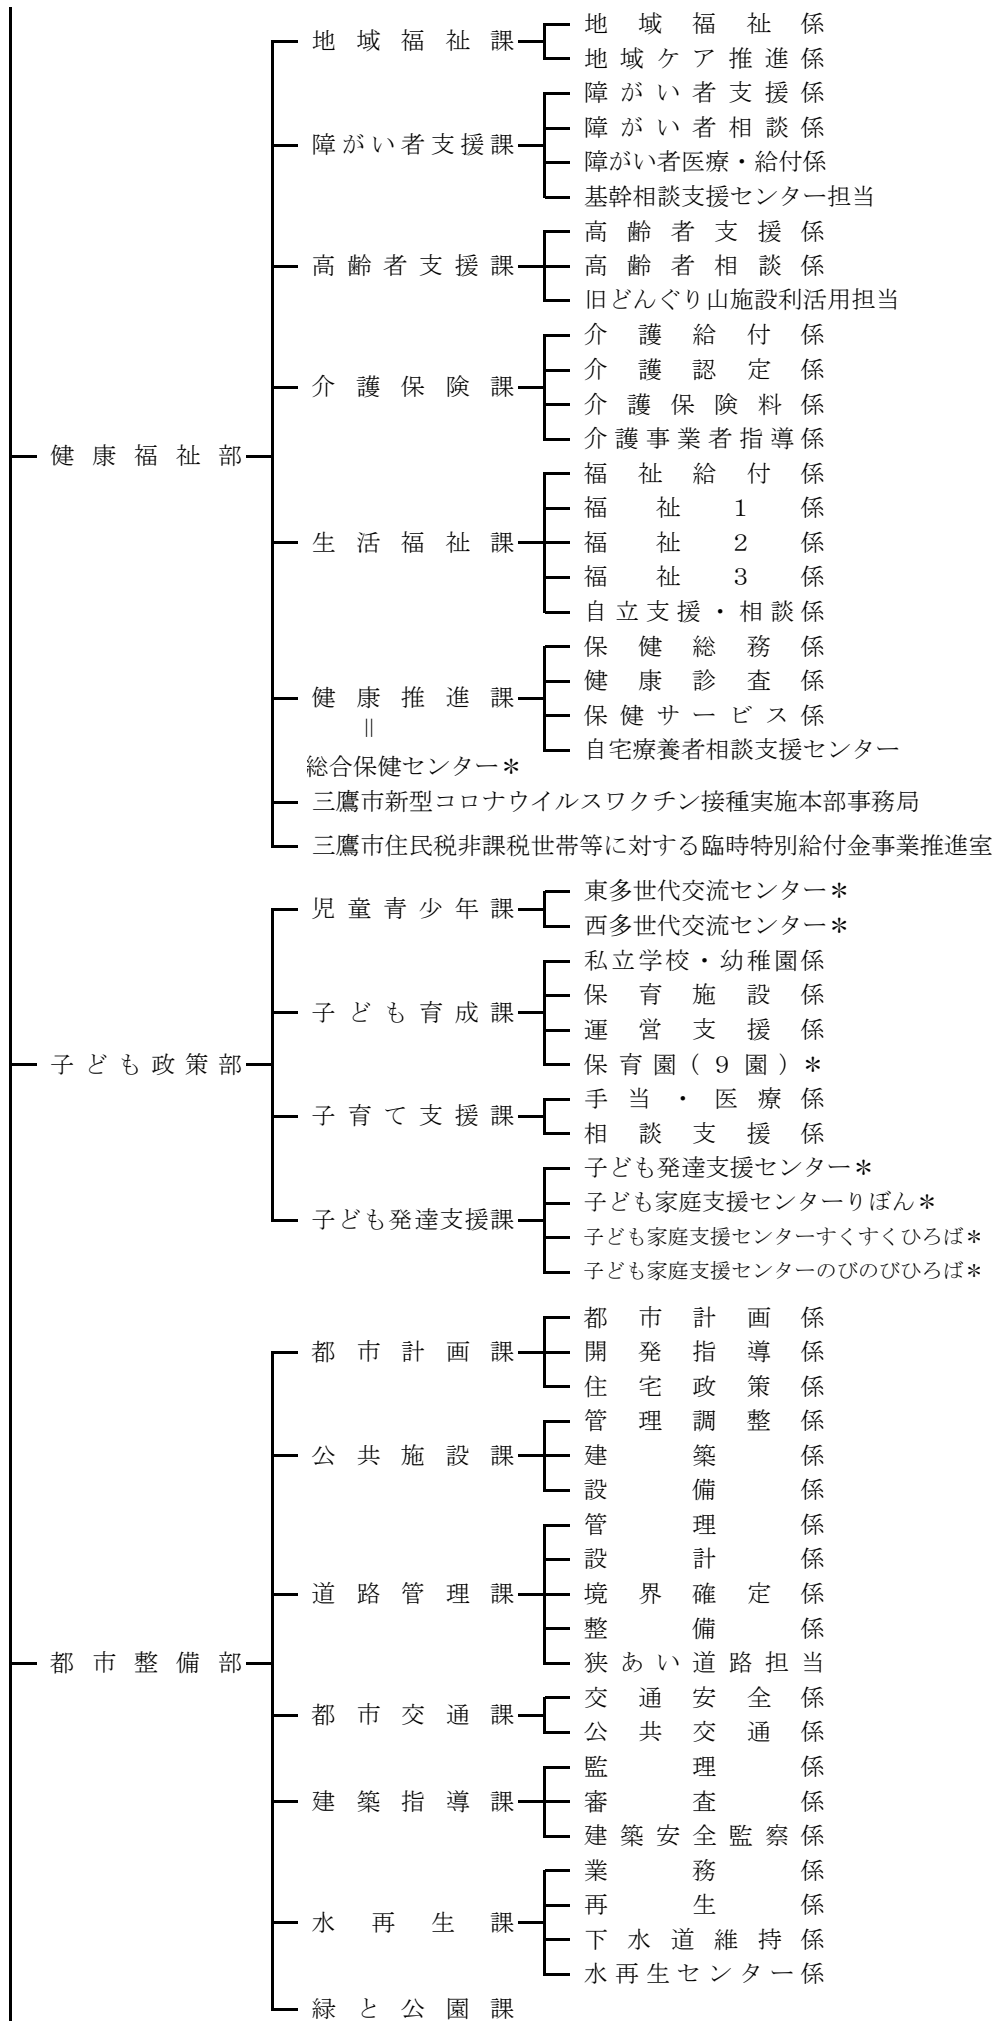 地域福祉係
地域福祉課
地域ケア推進係
障がい者支援係
障がい者相談係
障がい者支援課
障がい者医療・給付係
基幹相談支援センター担当
高齢者支援係
高齢者支援課
高齢者相談係
旧どんぐり山施設利活用担当
介護給付係
介護認定係
介護保険課
介護保険料係
介護事業者指導係
健康福祉部
福祉給付係
福祉1係
生活福祉課
福祉2係
福祉3係
自立支援・相談係
保健総務係
健康診査係
健康推進課
保健サービス係
‖
自宅療養者相談支援センター
総合保健センター＊
三鷹市新型コロナウイルスワクチン接種実施本部事務局
三鷹市住民税非課税世帯等に対する臨時特別給付金事業推進室
東多世代交流センター＊
児童青少年課
西多世代交流センター＊
私立学校・幼稚園係
保育施設係
子ども育成課
運営支援係
子ども政策部
保育園(9園)＊
手当・医療係
子育て支援課
相談支援係
子ども発達支援センター＊
子ども家庭支援センターりぼん＊
子ども発達支援課
子ども家庭支援センターすくすくひろば＊
子ども家庭支援センターのびのびひろば＊
都市計画係
都市計画課
開発指導係
住宅政策係
管理調整係
公共施設課
建築係
設備係
管理係
設計係
道路管理課
境界確定係
整備係
都市整備部
狭あい道路担当
交通安全係
都市交通課
公共交通係
監理係
建築指導課
審査係
建築安全監察係
業務係
再生係
水再生課
下水道維持係
水再生センター係
緑と公園課